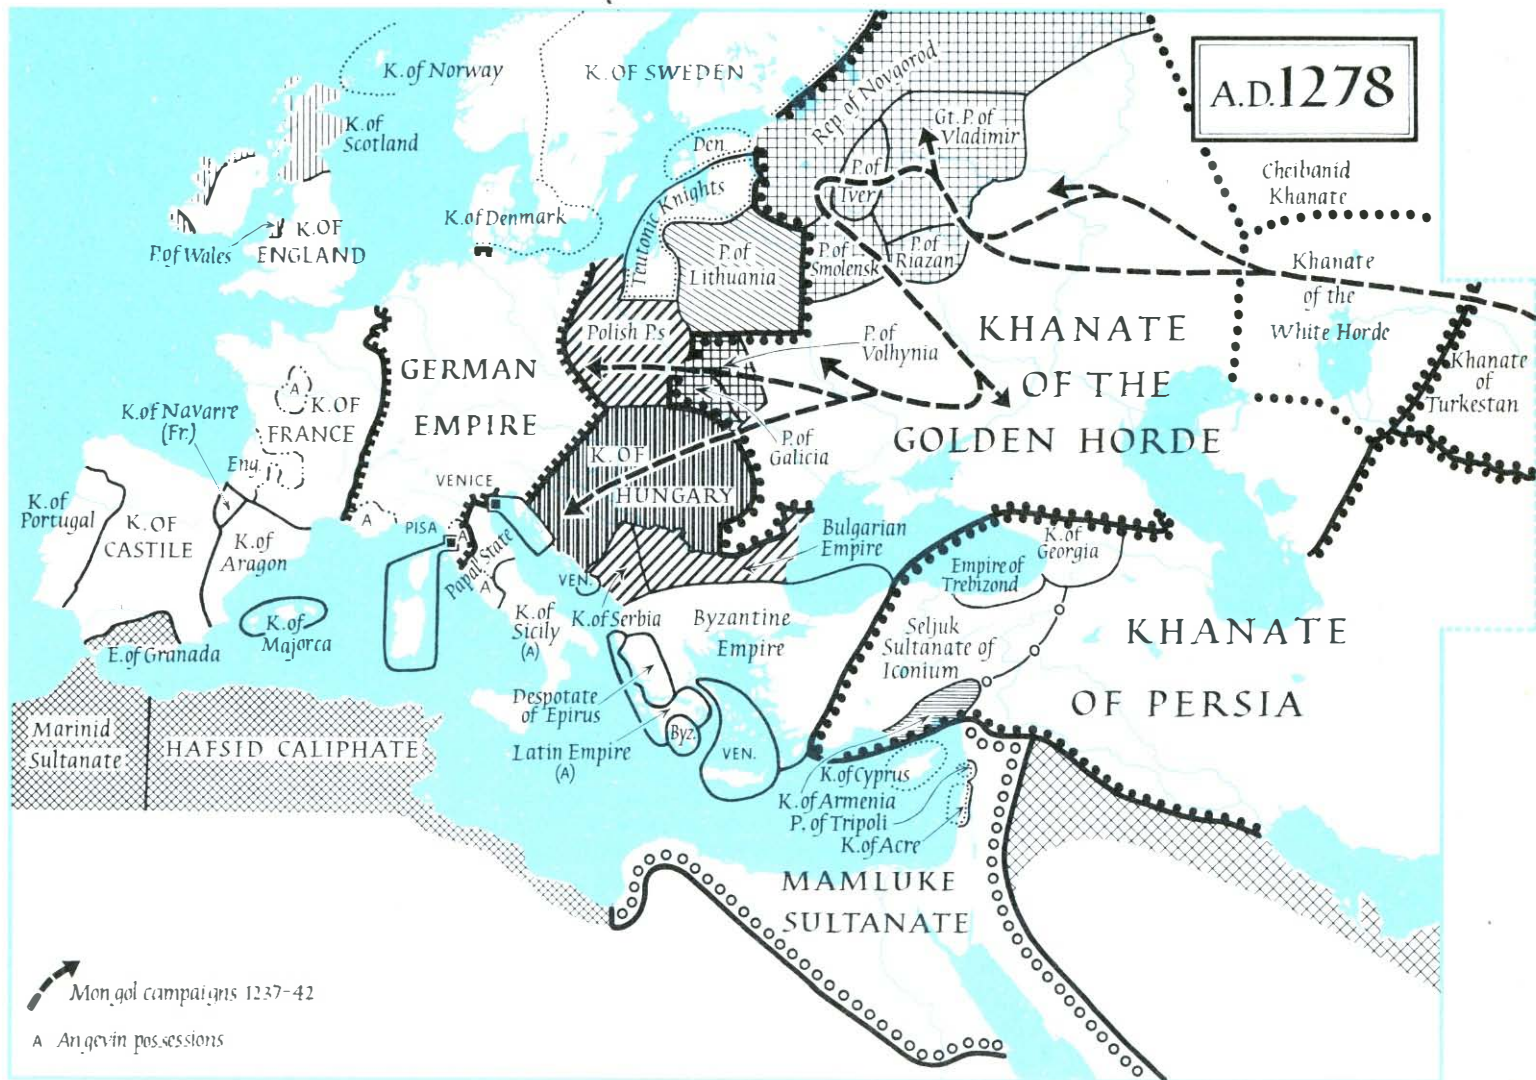 K. of Norway
K. OF SWEDEN
A.D. 1278
K. of
Scotland
Rep. of Novgorod
Gt. P. of
Vladimir
Den.
P. of
Tver
Cheibanid
Khanate
Teutonic Knights
K. of Denmark
P. of Wales
K. OF
ENGLAND
P. of
Lithuania
P. of
Smolensk
P. of
Riazan
Khanate
of the
White Horde
Polish P.s
P. of
Volhynia
KHANATE
OF THE
GOLDEN HORDE
Khanate
of
Turkestan
GERMAN
EMPIRE
A
K. OF
FRANCE
K. of Navarre
(Fr.)
Eng.
P. of
Galicia
K. OF
HUNGARY
VENICE
K. of
Portugal
K. OF
CASTILE
K. of
Aragon
A
PISA
A
Papal State
A
Bulgarian
Empire
K. of
Georgia
Empire of
Trebizond
VEN.
K. of Serbia
K. of
Sicily
(A)
Byzantine
Empire
Seljuk
Sultanate of
Iconium
KHANATE
OF PERSIA
E. of Granada
K. of
Majorca
Despotate
of Epirus
Latin Empire
(A)
Byz.
VEN.
Marinid
Sultanate
HAFSID CALIPHATE
K. of Cyprus
K. of Armenia
P. of Tripoli
K. of Acre
MAMLUKE
SULTANATE
Mongol campaigns 1237-42
A Angevin possessions